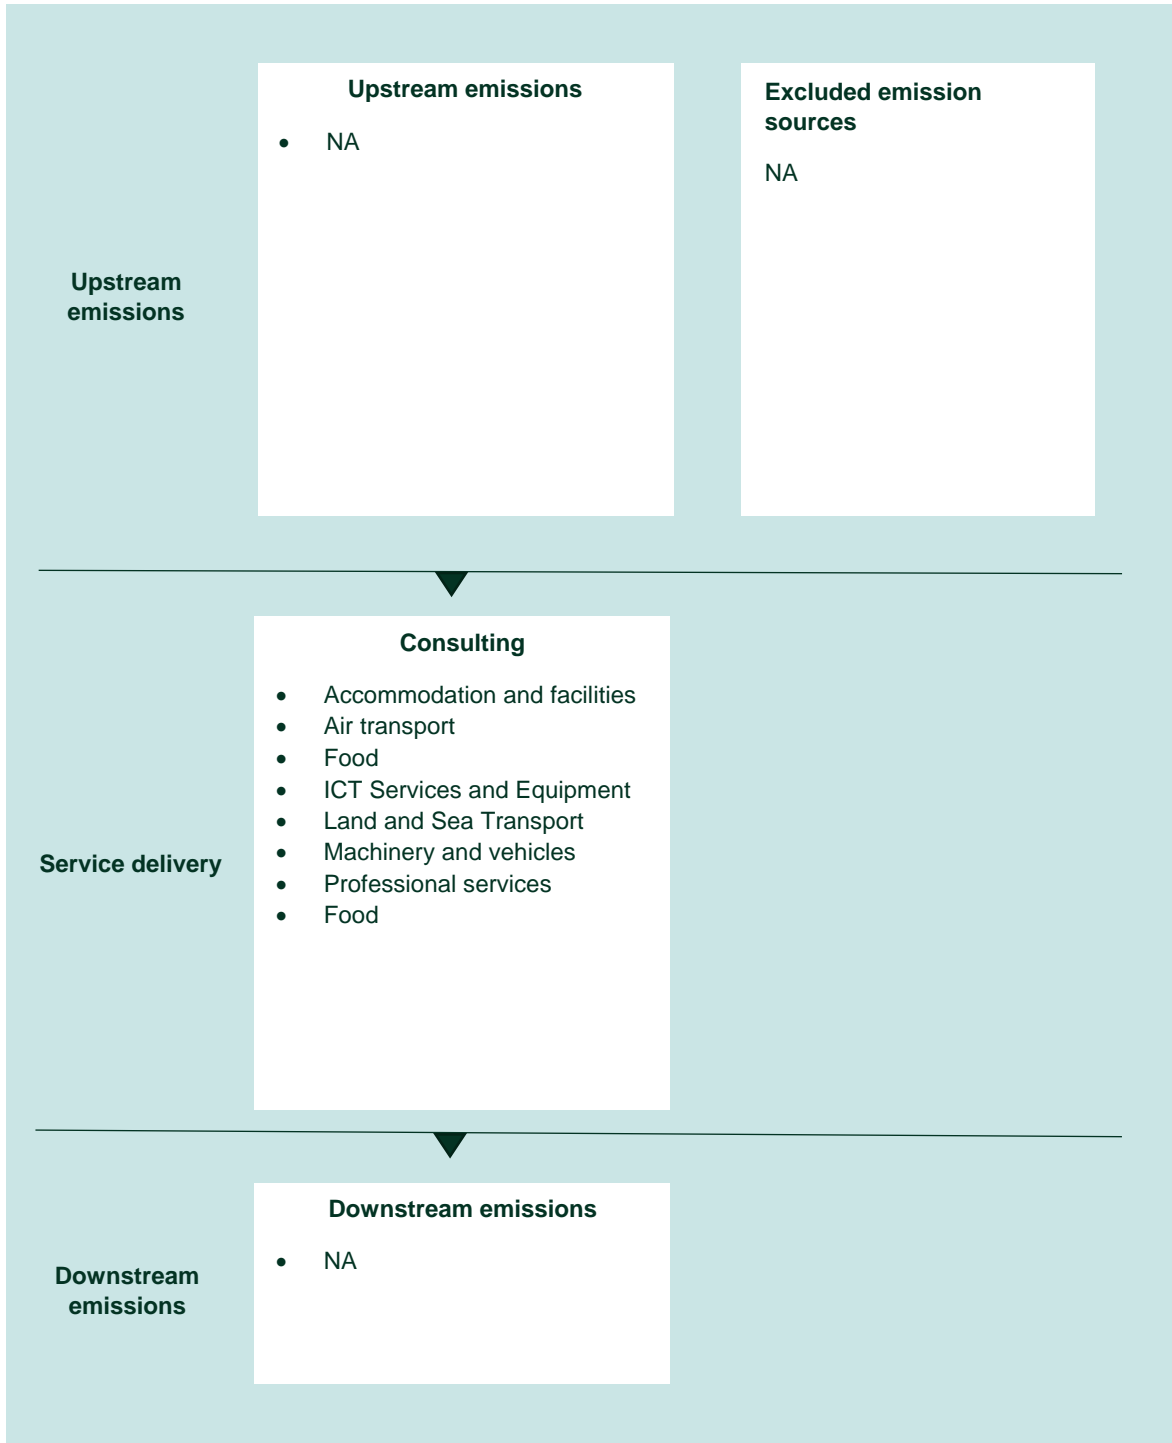 Upstream emissions
• NA
Excluded emission
sources
NA
Upstream
emissions
Consulting
• Accommodation and facilities
• Air transport
• Food
• ICT Services and Equipment
• Land and Sea Transport
• Machinery and vehicles
• Professional services
• Food
Service delivery
Downstream emissions
• NA
Downstream
emissions